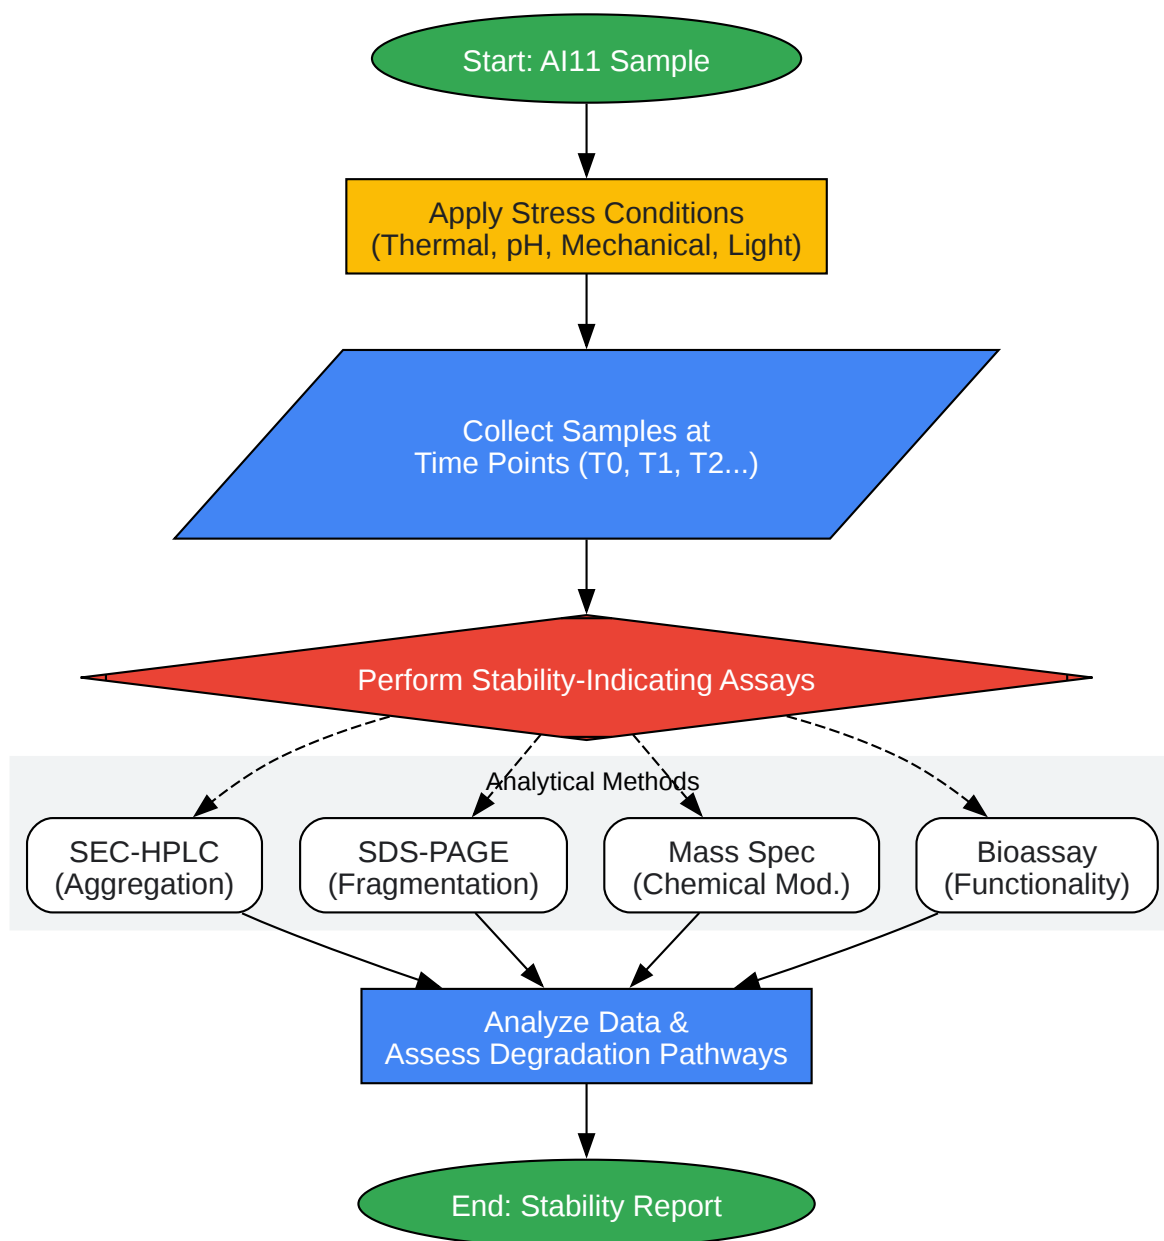 Start: AI11 Sample
Apply Stress Conditions
(Thermal, pH, Mechanical, Light)
Collect Samples at
Time Points (T0, T1, T2...)
Perform Stability-Indicating Assays
Analytical Methods
SEC-HPLC
(Aggregation)
SDS-PAGE
(Fragmentation)
Mass Spec
(Chemical Mod.)
Bioassay
(Functionality)
Analyze Data &
Assess Degradation Pathways
End: Stability Report